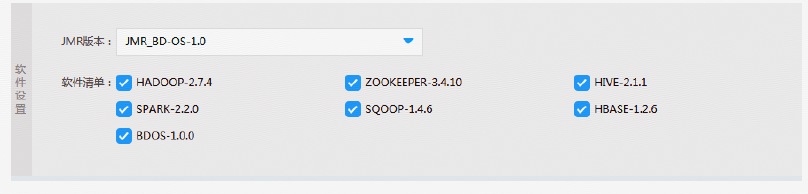 JMR版本： JMR_BD-OS-1.0
软件设置
软件清单： HADOOP-2.7.4 ZOOKEEPER-3.4.10 HIVE-2.1.1
SPARK-2.2.0 SQOOP-1.4.6 HBASE-1.2.6
BDOS-1.0.0